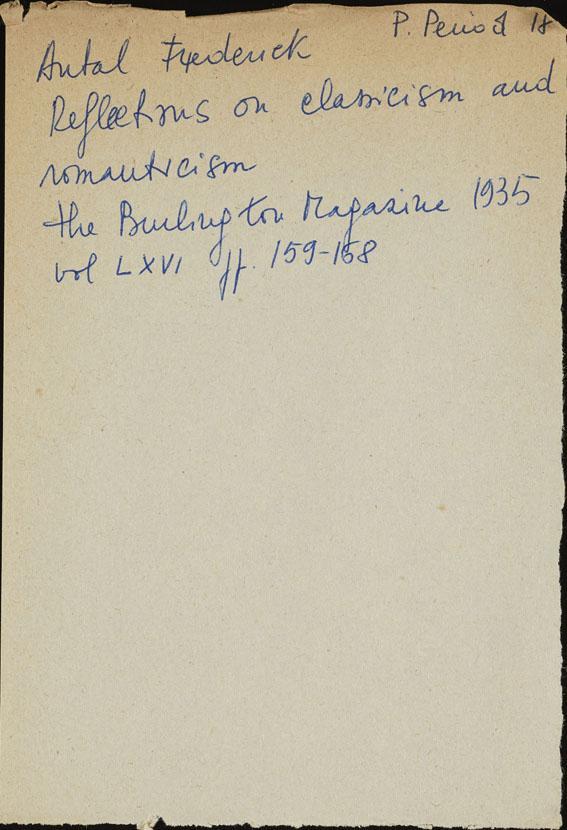 P. Period 18
Antal Frederick
Reflections on classicism and
romanticism
the Burlington Magazine 1935
vol LXVI pp. 159-168